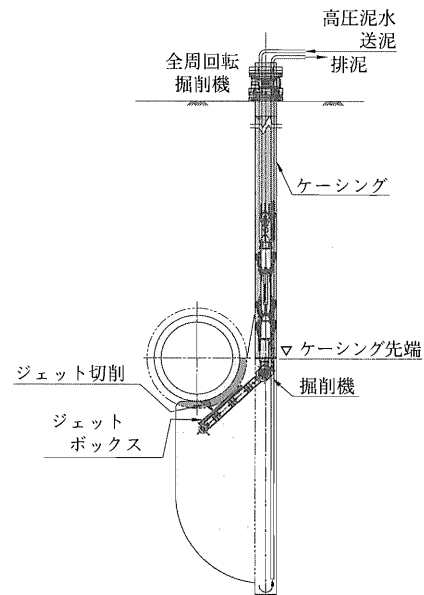 高圧泥水
送泥
排泥
全周回転
掘削機
ケーシング
ケーシング先端
掘削機
ジェット切削
ジェット
ボックス